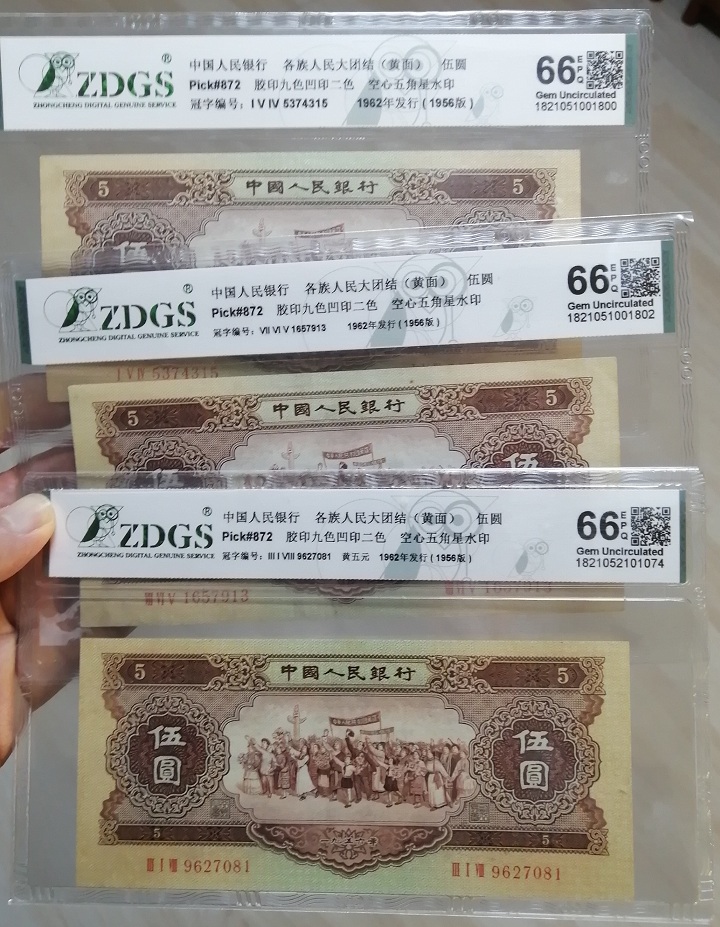 ZDGS®
ZHONGCHENG DIGITAL GENUINE SERVICE
中国人民银行 各族人民大团结（黄面） 伍圆
Pick#872 胶印九色凹印二色 空心五角星水印
冠字编号：I V IV 5374315 1962年发行（1956版）
66 EPQ
Gem Uncirculated
1821051001800
5 中國人民銀行 5
伍
I V IV 5374315
ZDGS®
ZHONGCHENG DIGITAL GENUINE SERVICE
中国人民银行 各族人民大团结（黄面） 伍圆
Pick#872 胶印九色凹印二色 空心五角星水印
冠字编号：VII VI V 1657913 1962年发行（1956版）
66 EPQ
Gem Uncirculated
1821051001802
5 中國人民銀行 5
伍 伍
VII VI V 1657913 VII VI V 1657913
ZDGS®
ZHONGCHENG DIGITAL GENUINE SERVICE
中国人民银行 各族人民大团结（黄面） 伍圆
Pick#872 胶印九色凹印二色 空心五角星水印
冠字编号：III I VIII 9627081 黄五元 1962年发行（1956版）
66 EPQ
Gem Uncirculated
1821052101074
5 中國人民銀行 5
伍圓 伍圓
5 5
III I VIII 9627081 III I VIII 9627081